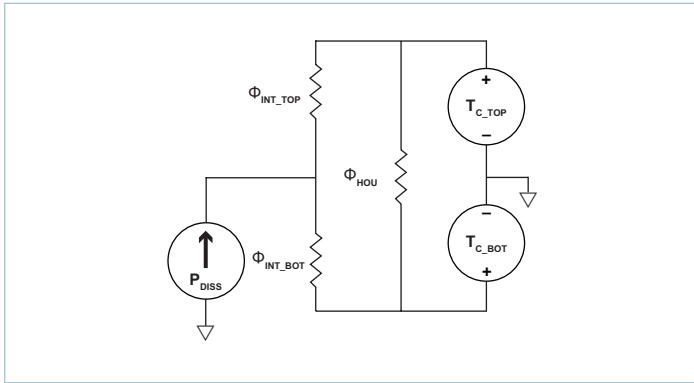 ΦINT_TOP
+
TC_TOP
–
ΦHOU
–
TC_BOT
+
ΦINT_BOT
PDISS